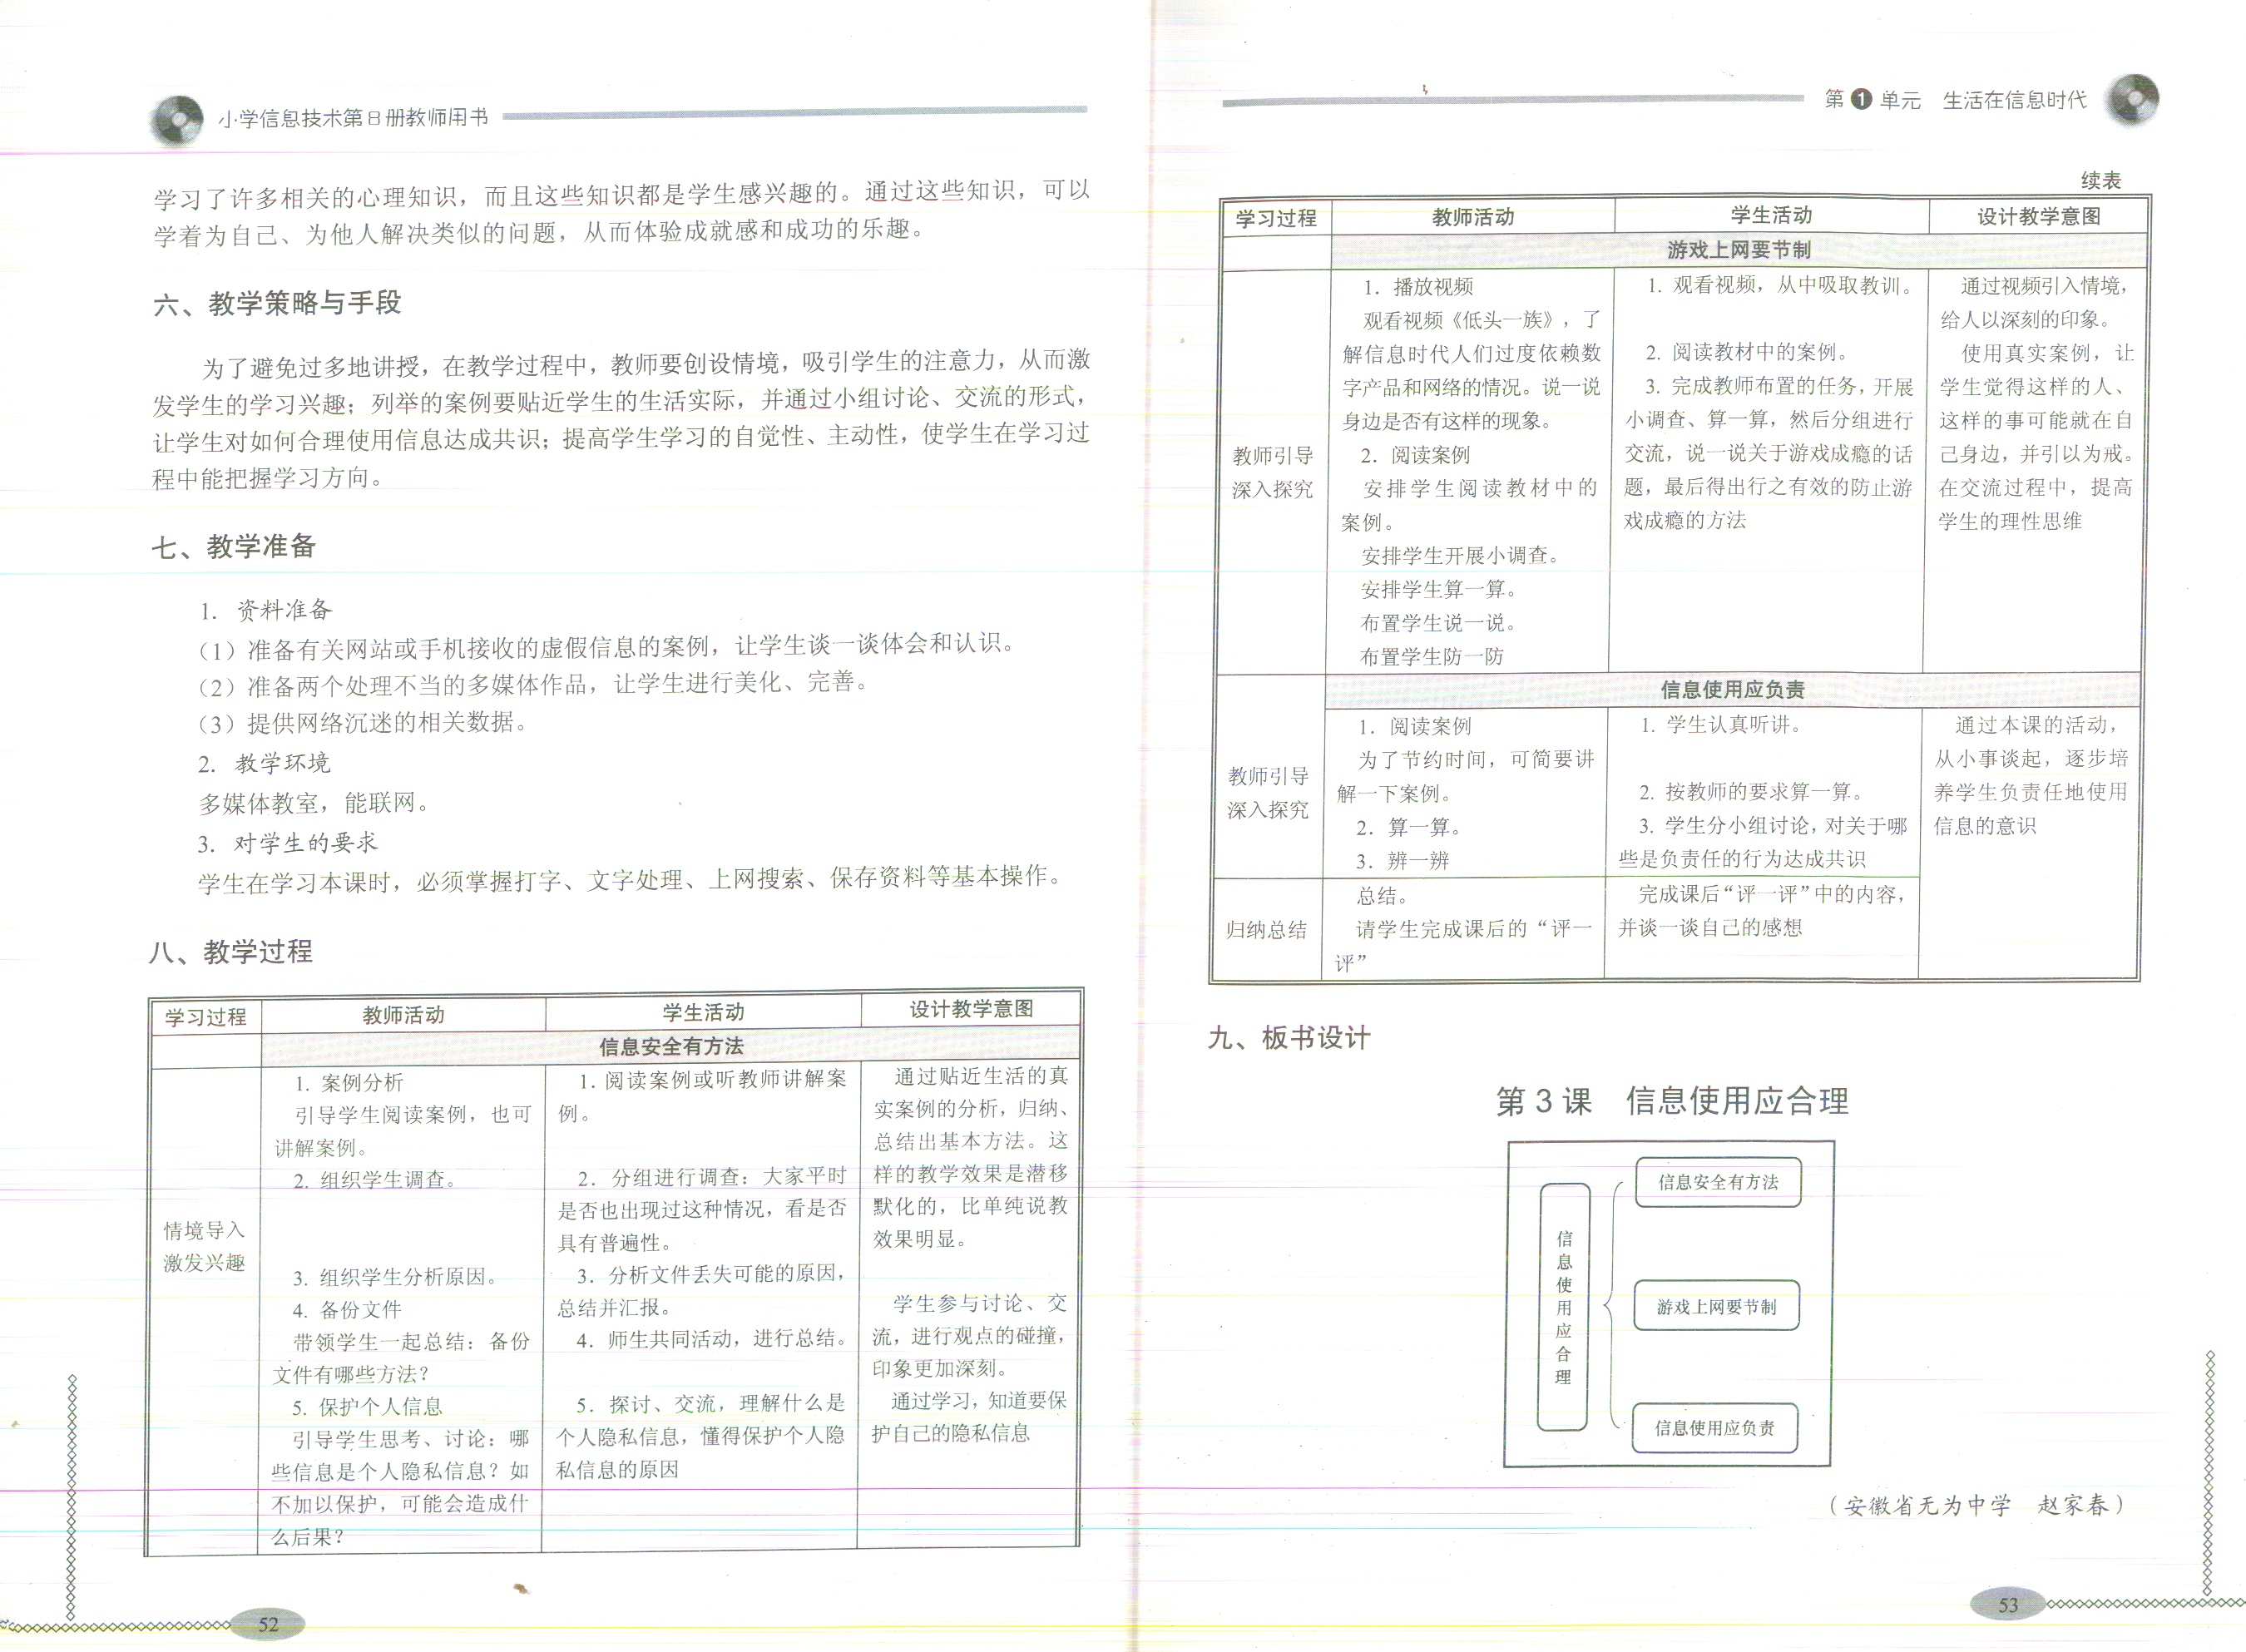 小学信息技术第8册教师用书
学习了许多相关的心理知识，而且这些知识都是学生感兴趣的。通过这些知识，可以
学着为自己、为他人解决类似的问题，从而体验成就感和成功的乐趣。
六、教学策略与手段
为了避免过多地讲授，在教学过程中，教师要创设情境，吸引学生的注意力，从而激
发学生的学习兴趣；列举的案例要贴近学生的生活实际，并通过小组讨论、交流的形式，
让学生对如何合理使用信息达成共识；提高学生学习的自觉性、主动性，使学生在学习过
程中能把握学习方向。
七、教学准备
1. 资料准备
（1）准备有关网站或手机接收的虚假信息的案例，让学生谈一谈体会和认识。
（2）准备两个处理不当的多媒体作品，让学生进行美化、完善。
（3）提供网络沉迷的相关数据。
2. 教学环境
多媒体教室，能联网。
3. 对学生的要求
学生在学习本课时，必须掌握打字、文字处理、上网搜索、保存资料等基本操作。
八、教学过程
学习过程 教师活动 学生活动 设计教学意图
信息安全有方法
情境导入
激发兴趣
1. 案例分析
引导学生阅读案例，也可
讲解案例。
2. 组织学生调查。
3. 组织学生分析原因。
4. 备份文件
带领学生一起总结：备份
文件有哪些方法？
5. 保护个人信息
引导学生思考、讨论：哪
些信息是个人隐私信息？如
不加以保护，可能会造成什
么后果？
1. 阅读案例或听教师讲解案
例。
2. 分组进行调查：大家平时
是否也出现过这种情况，看是否
具有普遍性。
3. 分析文件丢失可能的原因，
总结并汇报。
4. 师生共同活动，进行总结。
5. 探讨、交流，理解什么是
个人隐私信息，懂得保护个人隐
私信息的原因
通过贴近生活的真
实案例的分析，归纳、
总结出基本方法。这
样的教学效果是潜移
默化的，比单纯说教
效果明显。
学生参与讨论、交
流，进行观点的碰撞，
印象更加深刻。
通过学习，知道要保
护自己的隐私信息
52
第1单元 生活在信息时代
续表
学习过程 教师活动 学生活动 设计教学意图
游戏上网要节制
教师引导
深入探究
1. 播放视频
观看视频《低头一族》，了
解信息时代人们过度依赖数
字产品和网络的情况。说一说
身边是否有这样的现象。
2. 阅读案例
安排学生阅读教材中的
案例。
安排学生开展小调查。
安排学生算一算。
布置学生说一说。
布置学生防一防
1. 观看视频，从中吸取教训。
2. 阅读教材中的案例。
3. 完成教师布置的任务，开展
小调查、算一算，然后分组进行
交流，说一说关于游戏成瘾的话
题，最后得出行之有效的防止游
戏成瘾的方法
通过视频引入情境，
给人以深刻的印象。
使用真实案例，让
学生觉得这样的人、
这样的事可能就在自
己身边，并引以为戒。
在交流过程中，提高
学生的理性思维
信息使用应负责
教师引导
深入探究
1. 阅读案例
为了节约时间，可简要讲
解一下案例。
2. 算一算。
3. 辨一辨
1. 学生认真听讲。
2. 按教师的要求算一算。
3. 学生分小组讨论，对关于哪
些是负责任的行为达成共识
通过本课的活动，
从小事谈起，逐步培
养学生负责任地使用
信息的意识
归纳总结
总结。
请学生完成课后的“评一
评”
完成课后“评一评”中的内容，
并谈一谈自己的感想
九、板书设计
第3课 信息使用应合理
信息使用应合理
信息安全有方法
游戏上网要节制
信息使用应负责
（安徽省无为中学 赵家春）
53